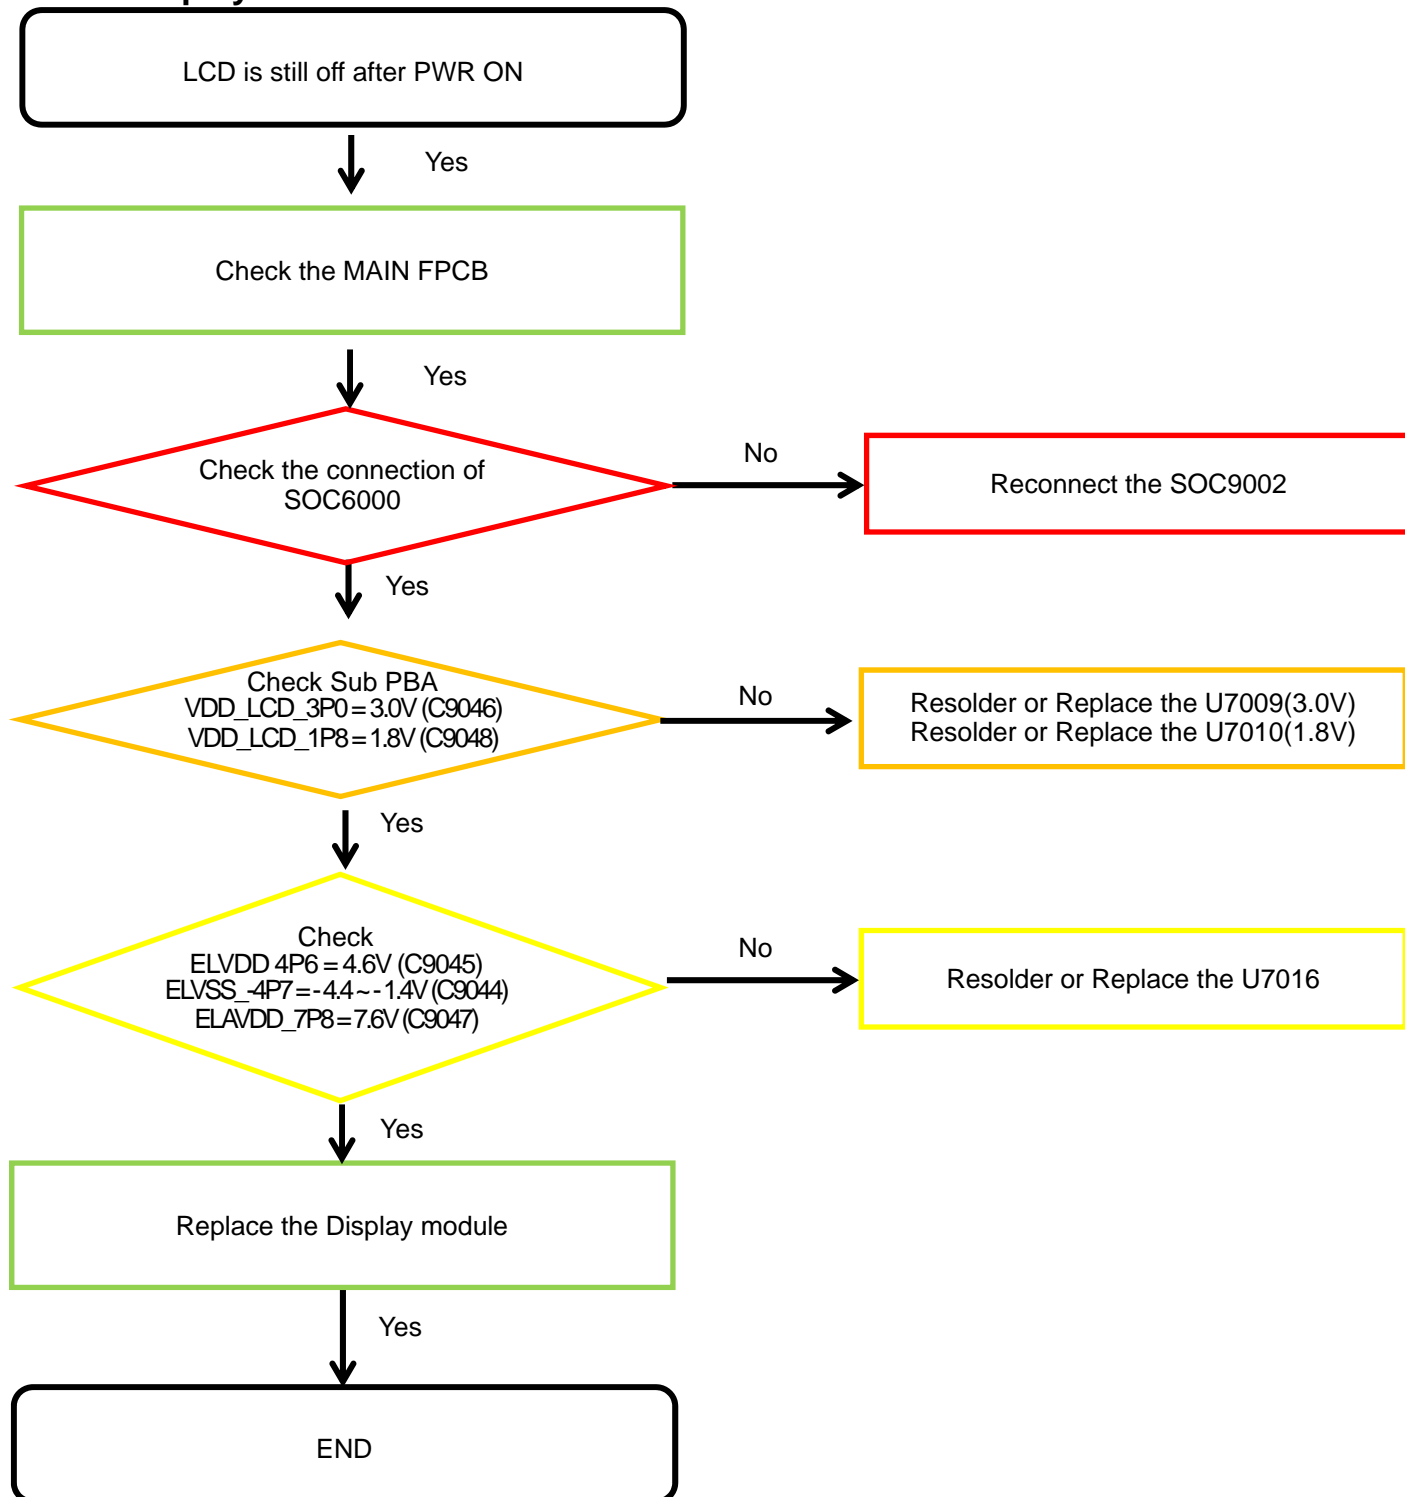 LCD is still off after PWR ON
Yes
Check the MAIN FPCB
Yes
Check the connection of
SOC6000
No
Reconnect the SOC9002
Yes
Check Sub PBA
VDD_LCD_3P0 = 3.0V (C9046)
VDD_LCD_1P8 = 1.8V (C9048)
No
Resolder or Replace the U7009(3.0V)
Resolder or Replace the U7010(1.8V)
Yes
Check
ELVDD 4P6 = 4.6V (C9045)
ELVSS_-4P7 = -4.4 ~ -1.4V (C9044)
ELAVDD_7P8 = 7.6V (C9047)
No
Resolder or Replace the U7016
Yes
Replace the Display module
Yes
END